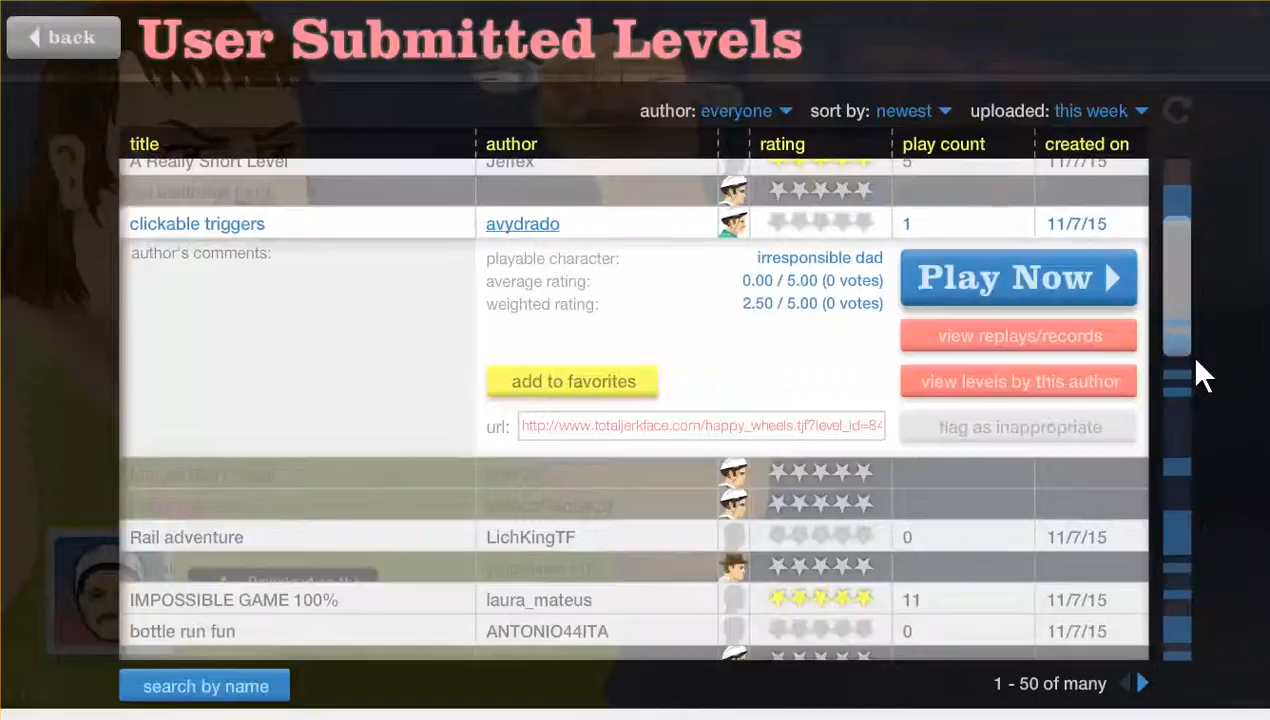 back
User Submitted Levels
author: everyone sort by: newest uploaded: this week
title author rating play count created on
A Really Short Level Jeffex 5 11/7/15
clickable triggers avydrado 1 11/7/15
author's comments:
playable character: irresponsible dad
average rating: 0.00 / 5.00 (0 votes)
weighted rating: 2.50 / 5.00 (0 votes)
Play Now
view replays/records
add to favorites
view levels by this author
url: http://www.totaljerkface.com/happy_wheels.tjf?level_id=84
flag as inappropriate
Rail adventure LichKingTF 0 11/7/15
Download on the
IMPOSSIBLE GAME 100% laura_mateus 11 11/7/15
bottle run fun ANTONIO44ITA 0 11/7/15
search by name
1 - 50 of many